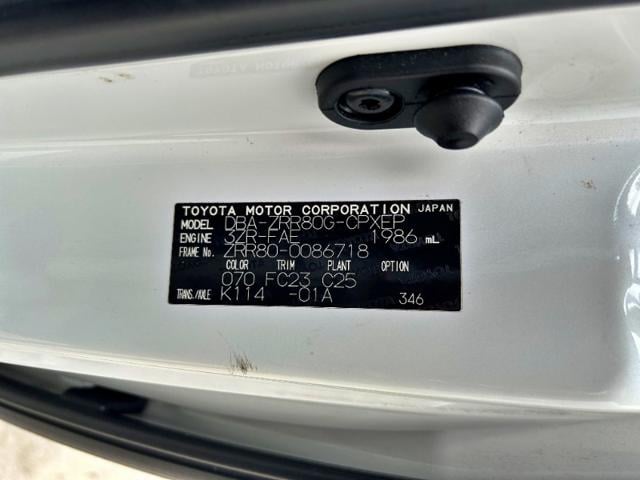 TOYOTA MOTOR CORPORATION JAPAN
MODEL DBA-ZRR80G-CPXEP
ENGINE 3ZR-FAE 1986 mL
FRAME No. ZRR80-0086718
COLOR TRIM PLANT OPTION
070 FC23 C25
TRANS./AXLE K114 -01A 346